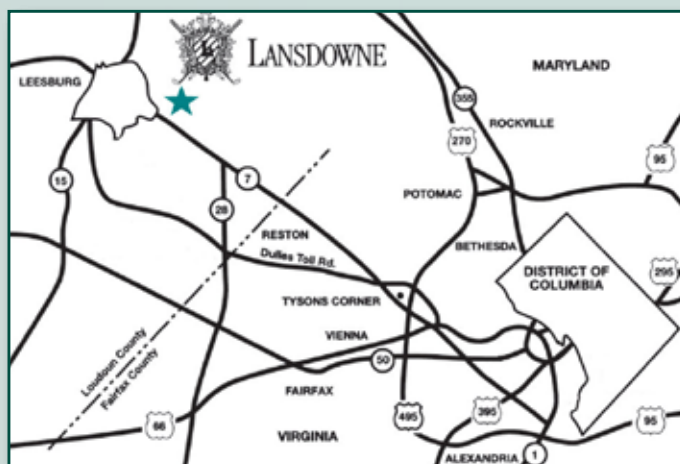 LANSDOWNE
MARYLAND
LEESBURG
355
ROCKVILLE
270
95
15
7
POTOMAC
28
RESTON
BETHESDA
Dulles Toll Rd.
DISTRICT OF
COLUMBIA
295
TYSONS CORNER
VIENNA
Loudoun County
Fairfax County
50
FAIRFAX
66
495
395
95
VIRGINIA
ALEXANDRIA
1